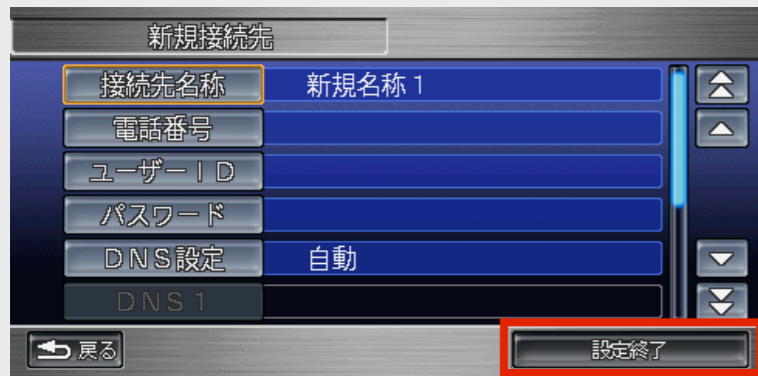 新規接続先
接続先名称 新規名称1
電話番号
ユーザーID
パスワード
DNS設定 自動
DNS1
戻る 設定終了